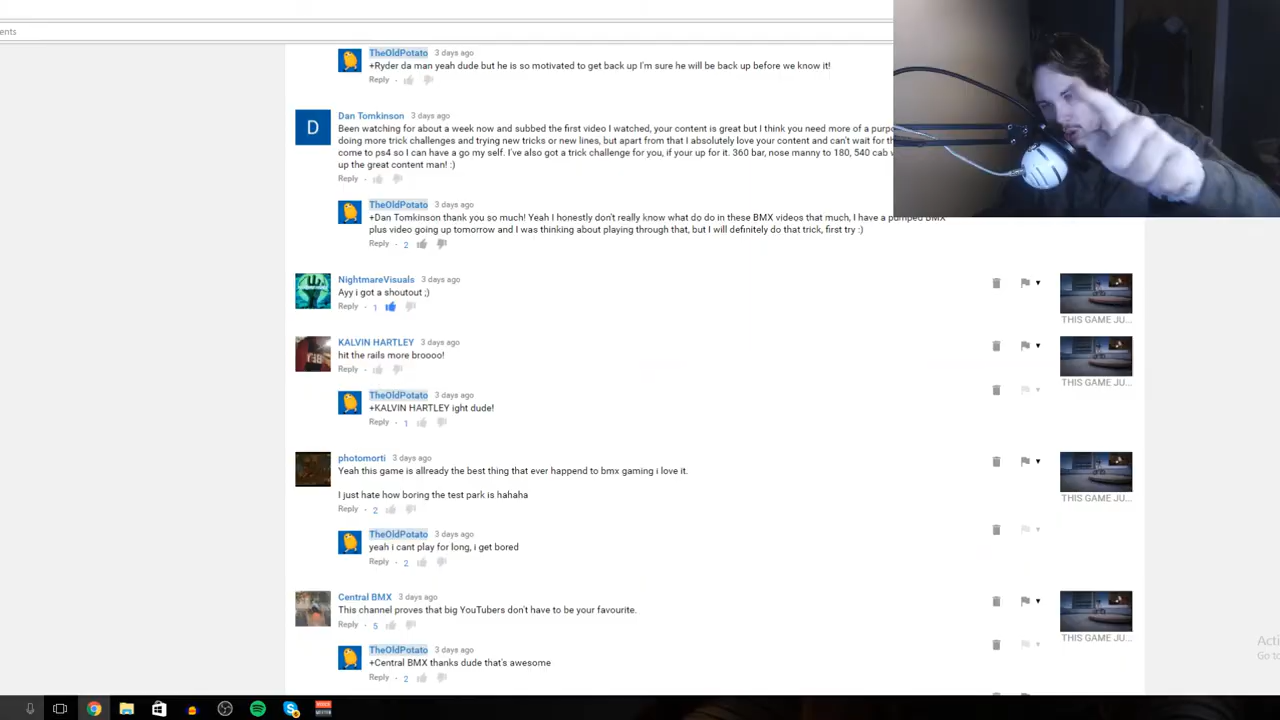 ents
TheOldPotato 3 days ago
+Ryder da man yeah dude but he is so motivated to get back up I'm sure he will be back up before we know it!
Reply
Dan Tomkinson 3 days ago
Been watching for about a week now and subbed the first video I watched, your content is great but I think you need more of a purp
doing more trick challenges and trying new tricks or new lines, but apart from that I absolutely love your content and can't wait for th
come to ps4 so I can have a go my self. I've also got a trick challenge for you, if your up for it. 360 bar, nose manny to 180, 540 cab w
up the great content man! :)
Reply
TheOldPotato 3 days ago
+Dan Tomkinson thank you so much! Yeah I honestly don't really know what do do in these BMX videos that much, I have a pumped BMX
plus video going up tomorrow and I was thinking about playing through that, but I will definitely do that trick, first try :)
Reply 2
NightmareVisuals 3 days ago
Ayy i got a shoutout ;)
Reply 1
THIS GAME JU...
KALVIN HARTLEY 3 days ago
hit the rails more broooo!
Reply
THIS GAME JU...
TheOldPotato 3 days ago
+KALVIN HARTLEY ight dude!
Reply 1
photomorti 3 days ago
Yeah this game is allready the best thing that ever happend to bmx gaming i love it.
I just hate how boring the test park is hahaha
Reply 2
THIS GAME JU...
TheOldPotato 3 days ago
yeah i cant play for long, i get bored
Reply 2
Central BMX 3 days ago
This channel proves that big YouTubers don't have to be your favourite.
Reply 5
THIS GAME JU...
TheOldPotato 3 days ago
+Central BMX thanks dude that's awesome
Reply 2
Acti
Go to